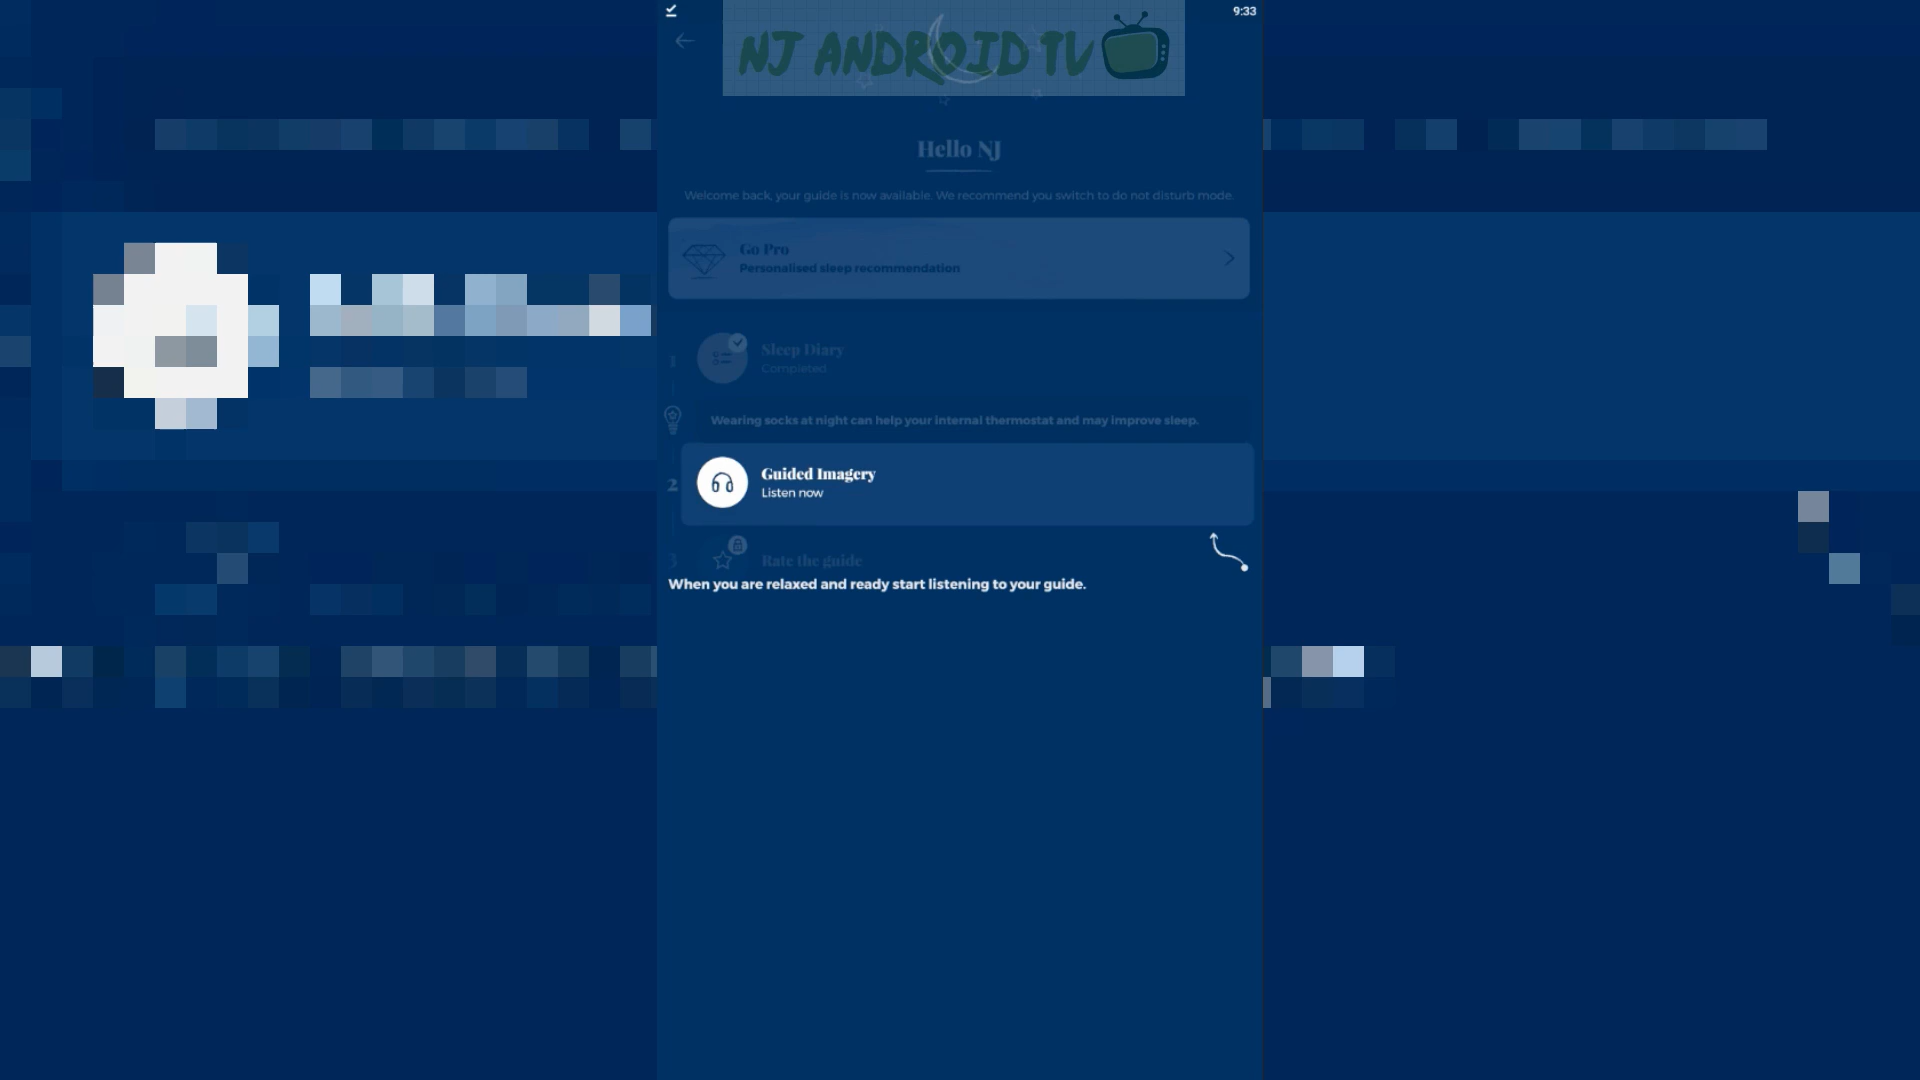 9:33
NJ ANDROID TV
Hello NJ
Welcome back, your guide is now available. We recommend you switch to do not disturb mode.
Go Pro
Personalised sleep recommendation
1
Sleep Diary
Completed
Wearing socks at night can help your internal thermostat and may improve sleep.
2
Guided Imagery
Listen now
3
Rate the guide
When you are relaxed and ready start listening to your guide.